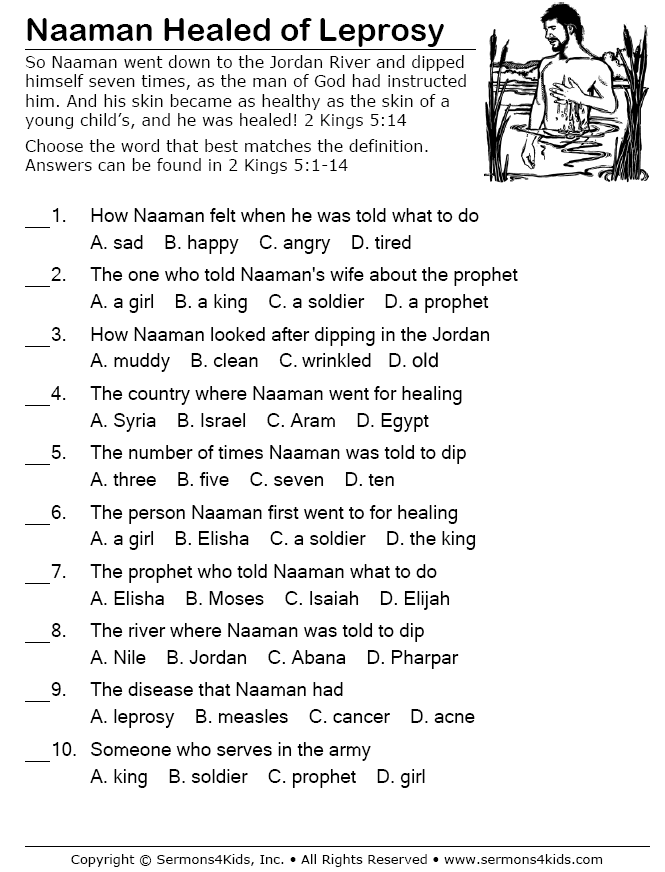 Naaman Healed of Leprosy
So Naaman went down to the Jordan River and dipped
himself seven times, as the man of God had instructed
him. And his skin became as healthy as the skin of a
young child's, and he was healed! 2 Kings 5:14
Choose the word that best matches the definition.
Answers can be found in 2 Kings 5:1-14
___1. How Naaman felt when he was told what to do
A. sad B. happy C. angry D. tired
___2. The one who told Naaman's wife about the prophet
A. a girl B. a king C. a soldier D. a prophet
___3. How Naaman looked after dipping in the Jordan
A. muddy B. clean C. wrinkled D. old
___4. The country where Naaman went for healing
A. Syria B. Israel C. Aram D. Egypt
___5. The number of times Naaman was told to dip
A. three B. five C. seven D. ten
___6. The person Naaman first went to for healing
A. a girl B. Elisha C. a soldier D. the king
___7. The prophet who told Naaman what to do
A. Elisha B. Moses C. Isaiah D. Elijah
___8. The river where Naaman was told to dip
A. Nile B. Jordan C. Abana D. Pharpar
___9. The disease that Naaman had
A. leprosy B. measles C. cancer D. acne
___10. Someone who serves in the army
A. king B. soldier C. prophet D. girl
Copyright © Sermons4Kids, Inc. • All Rights Reserved • www.sermons4kids.com